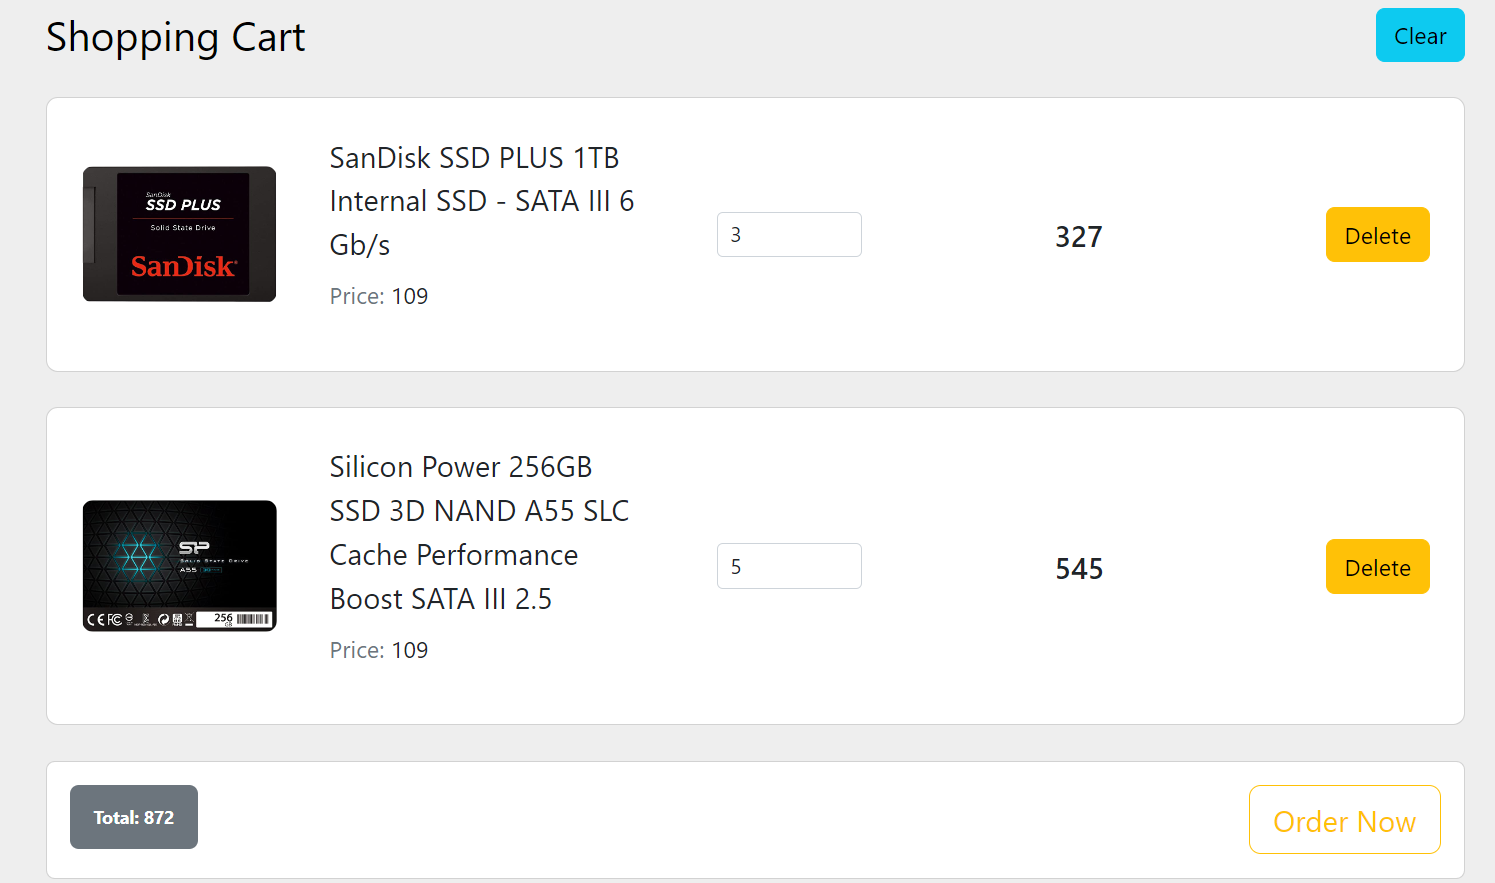 Shopping Cart
Clear
SanDisk
SSD PLUS
Solid State Drive
SanDisk
SanDisk SSD PLUS 1TB
Internal SSD - SATA III 6
Gb/s
Price: 109
3
327
Delete
SP
Solid State Drive
A55
256
GB
Silicon Power 256GB
SSD 3D NAND A55 SLC
Cache Performance
Boost SATA III 2.5
Price: 109
5
545
Delete
Total: 872
Order Now